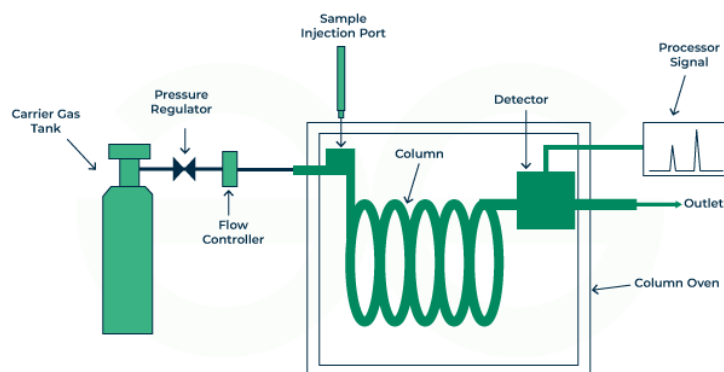 Sample
Injection Port
Processor
Signal
Pressure
Regulator
Detector
Carrier Gas
Tank
Column
Outlet
Flow
Controller
Column Oven